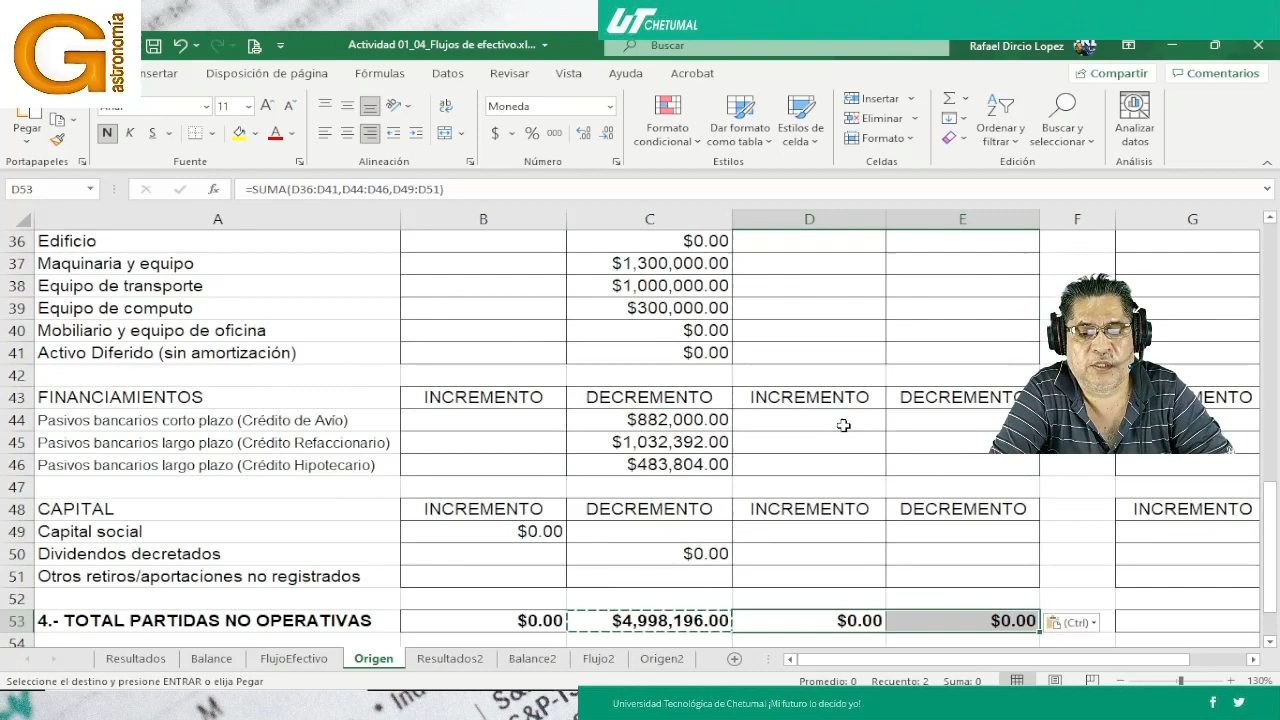 G
astronomía
UT
CHETUMAL
Actividad 01_04_Flujos de efectivo.xl...
Buscar
Rafael Dircio Lopez
nsertar
Disposición de página
Fórmulas
Datos
Revisar
Vista
Ayuda
Acrobat
Compartir
Comentarios
Pegar
11
Moneda
N K S
$ % 000
Formato condicional
Dar formato como tabla
Estilos de celda
Insertar
Eliminar
Formato
Ordenar y filtrar
Buscar y seleccionar
Analizar datos
Portapapeles
Fuente
Alineación
Número
Estilos
Celdas
Edición
Análisis
D53
=SUMA(D36:D41,D44:D46,D49:D51)
A B C D E F G
36 Edificio $0.00
37 Maquinaria y equipo $1,300,000.00
38 Equipo de transporte $1,000,000.00
39 Equipo de computo $300,000.00
40 Mobiliario y equipo de oficina $0.00
41 Activo Diferido (sin amortización) $0.00
42
43 FINANCIAMIENTOS INCREMENTO DECREMENTO INCREMENTO DECREMENTO
44 Pasivos bancarios corto plazo (Crédito de Avío) $882,000.00
45 Pasivos bancarios largo plazo (Crédito Refaccionario) $1,032,392.00
46 Pasivos bancarios largo plazo (Crédito Hipotecario) $483,804.00
47
48 CAPITAL INCREMENTO DECREMENTO INCREMENTO DECREMENTO INCREMENTO
49 Capital social $0.00
50 Dividendos decretados $0.00
51 Otros retiros/aportaciones no registrados
52
53 4.- TOTAL PARTIDAS NO OPERATIVAS $0.00 $4,998,196.00 $0.00 $0.00
(Ctrl)
54
Resultados
Balance
FlujoEfectivo
Origen
Resultados2
Balance2
Flujo2
Origen2
Seleccione el destino y presione ENTRAR o elija Pegar
Promedio: 0
Recuento: 2
Suma: 0
130%
Universidad Tecnológica de Chetumal ¡Mi futuro lo decido yo!